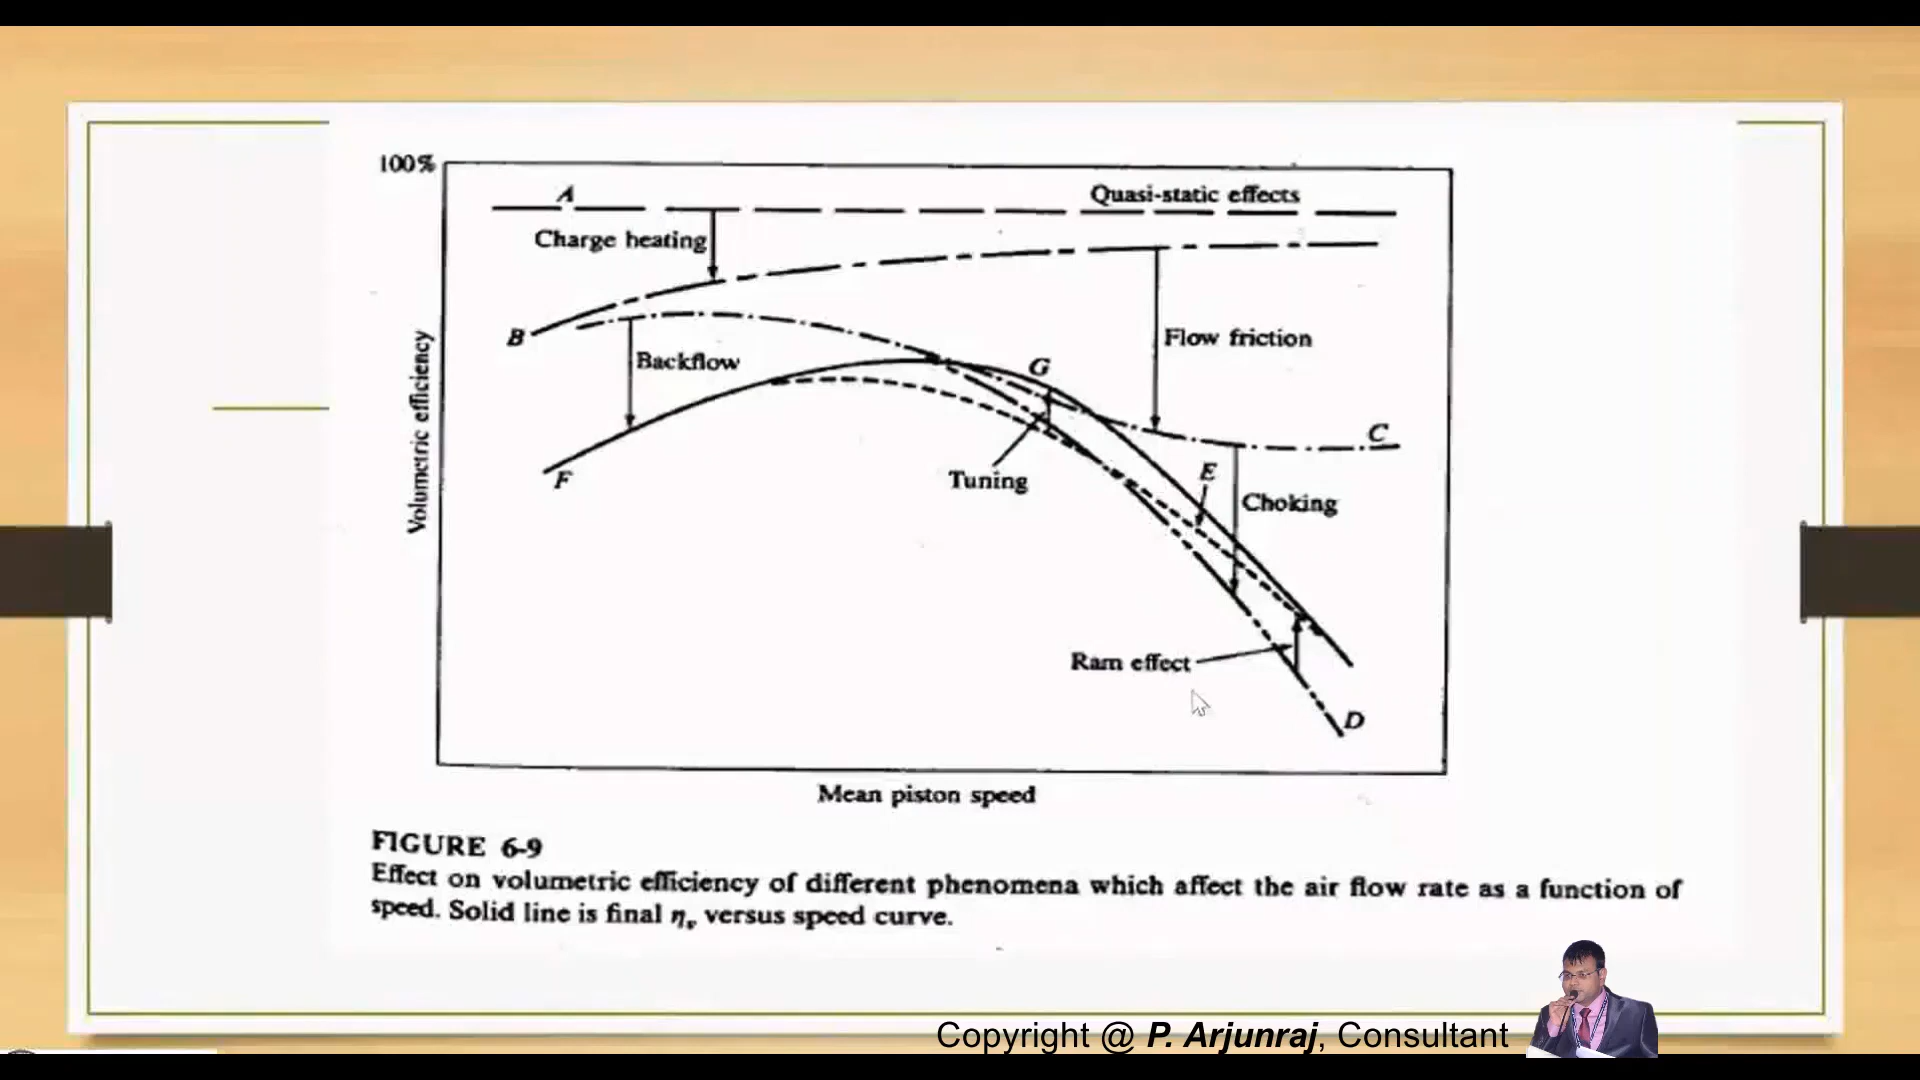 100%
A
Quasi-static effects
Charge heating
B
Flow friction
Backflow
G
C
F
Tuning
E
Choking
Ram effect
D
Volumetric efficiency
Mean piston speed
FIGURE 6-9
Effect on volumetric efficiency of different phenomena which affect the air flow rate as a function of
speed. Solid line is final ηv versus speed curve.
Copyright @ P. Arjunraj, Consultant